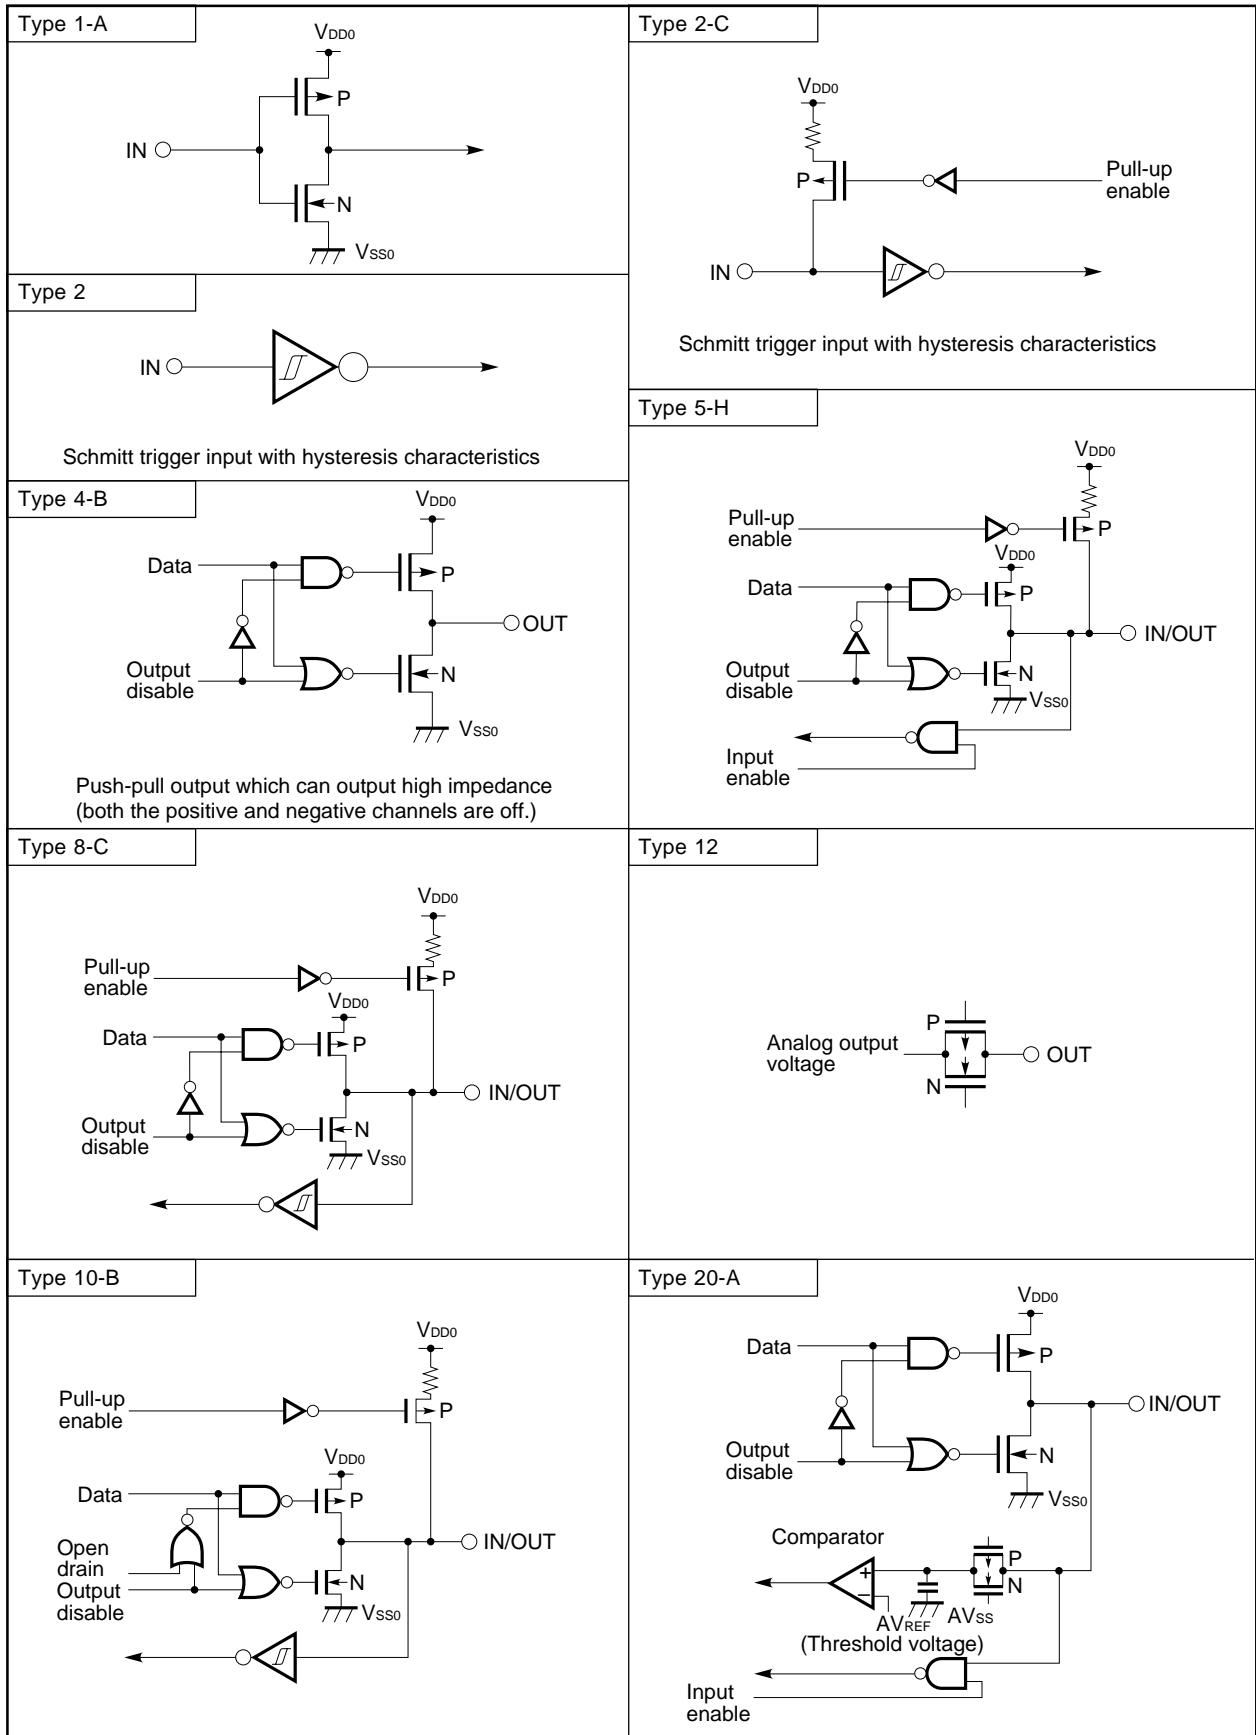 Type 1-A
VDD0
P
IN
N
VSS0
Type 2
IN
Schmitt trigger input with hysteresis characteristics
Type 4-B
VDD0
Data
P
OUT
Output
disable
N
VSS0
Push-pull output which can output high impedance
(both the positive and negative channels are off.)
Type 8-C
VDD0
Pull-up
enable
P
VDD0
Data
P
IN/OUT
Output
disable
N
VSS0
Type 10-B
VDD0
Pull-up
enable
P
VDD0
Data
P
IN/OUT
Open
drain
Output
disable
N
VSS0
Type 2-C
VDD0
P
Pull-up
enable
IN
Schmitt trigger input with hysteresis characteristics
Type 5-H
VDD0
Pull-up
enable
P
VDD0
Data
P
IN/OUT
Output
disable
N
VSS0
Input
enable
Type 12
P
Analog output
voltage
OUT
N
Type 20-A
VDD0
Data
P
IN/OUT
Output
disable
N
VSS0
Comparator
+
P
−
N
AVREF
AVSS
(Threshold voltage)
Input
enable